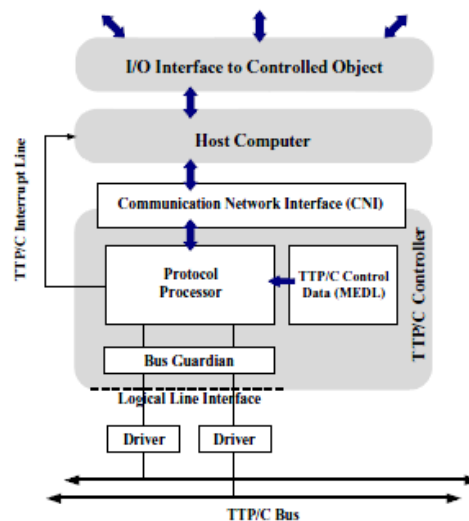 I/O Interface to Controlled Object
Host Computer
TTP/C Interrupt Line
Communication Network Interface (CNI)
Protocol
Processor
TTP/C Control
Data (MEDL)
TTP/C Controller
Bus Guardian
Logical Line Interface
Driver
Driver
TTP/C Bus